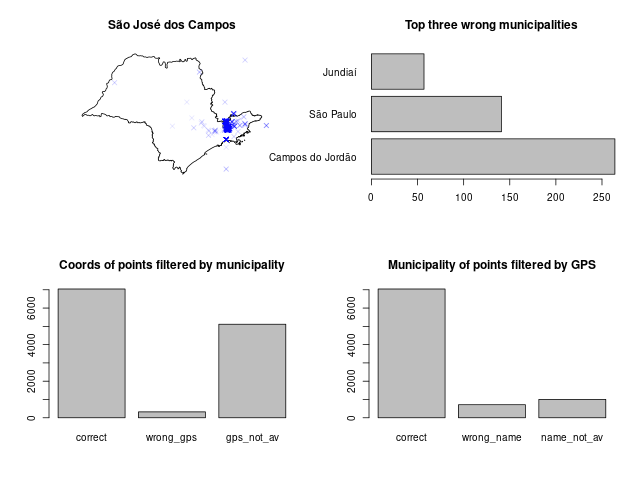 São José dos Campos
Top three wrong municipalities
Jundiaí
São Paulo
Campos do Jordão
0 50 100 150 200 250
Coords of points filtered by municipality
0 2000 4000 6000
correct wrong_gps gps_not_av
Municipality of points filtered by GPS
0 2000 4000 6000
correct wrong_name name_not_av